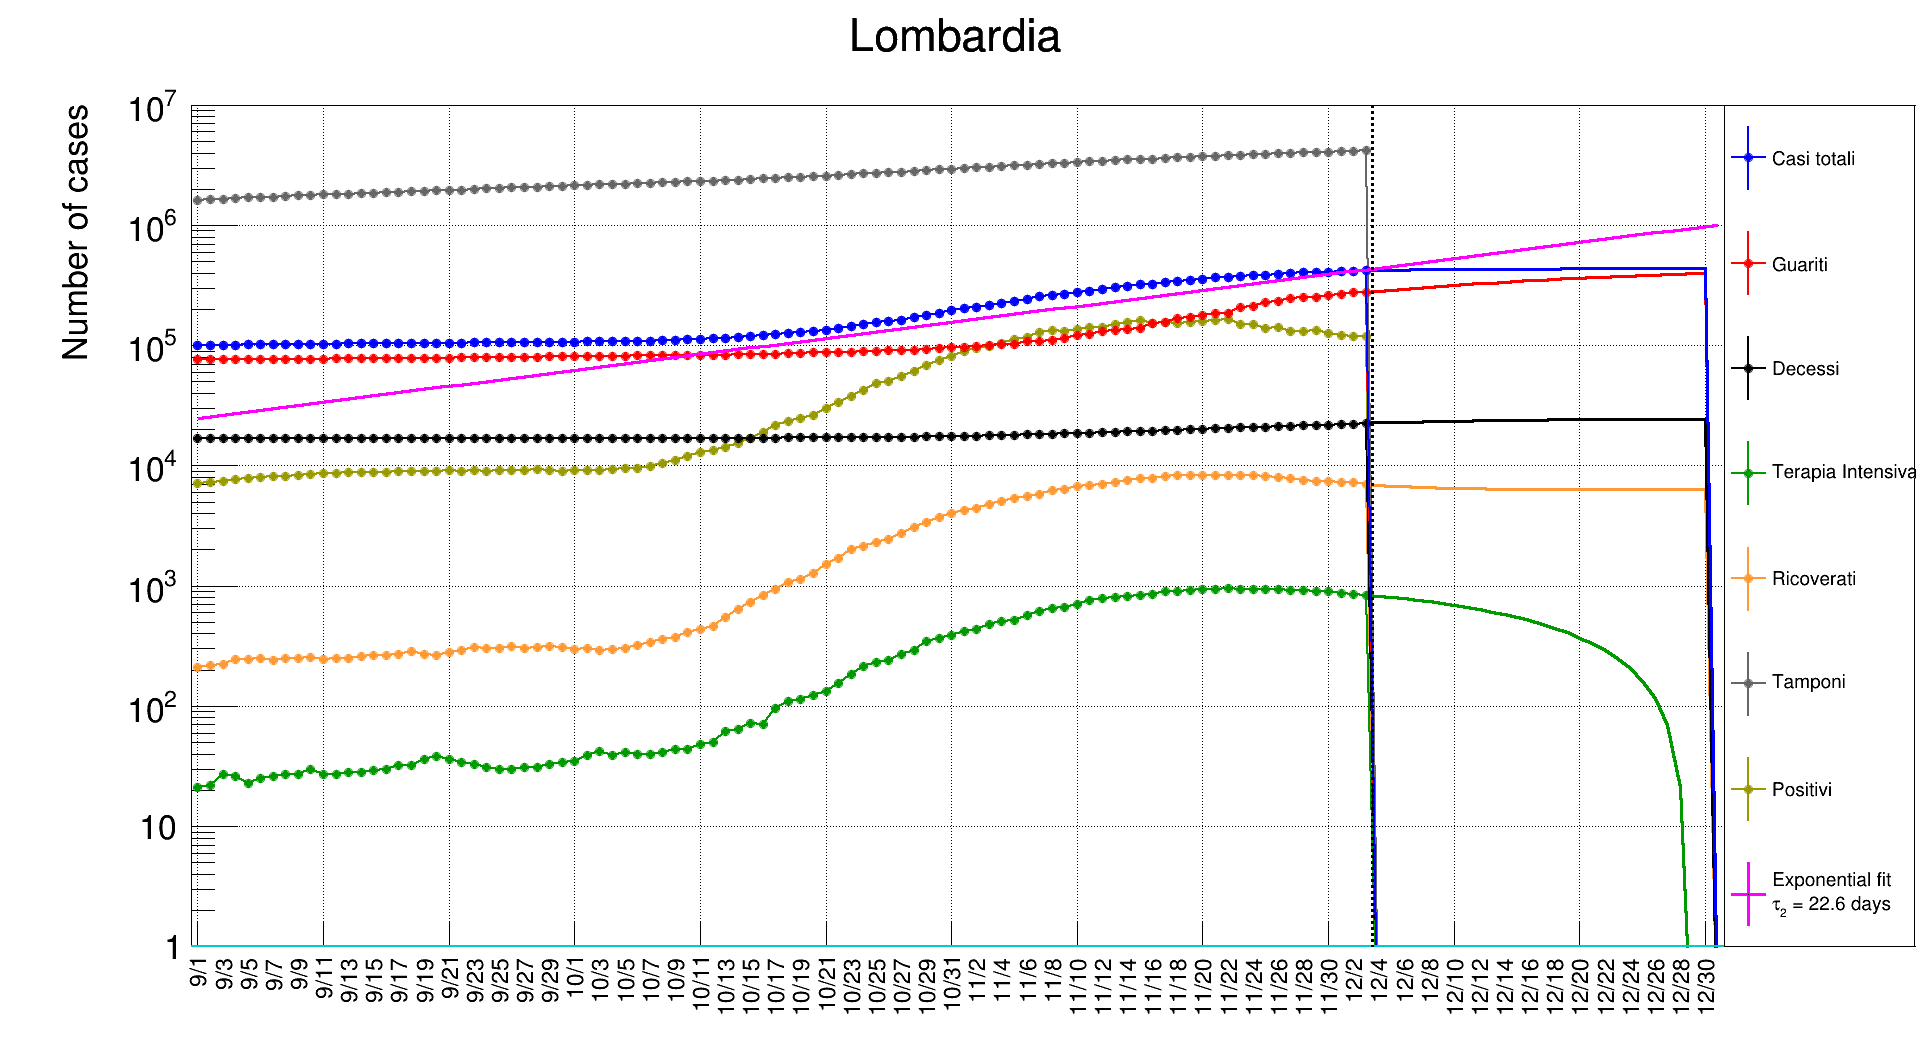 Lombardia
Number of cases
10^7
10^6
10^5
10^4
10^3
10^2
10
1
9/1 9/3 9/5 9/7 9/9 9/11 9/13 9/15 9/17 9/19 9/21 9/23 9/25 9/27 9/29 10/1 10/3 10/5 10/7 10/9 10/11 10/13 10/15 10/17 10/19 10/21 10/23 10/25 10/27 10/29 10/31 11/2 11/4 11/6 11/8 11/10 11/12 11/14 11/16 11/18 11/20 11/22 11/24 11/26 11/28 11/30 12/2 12/4 12/6 12/8 12/10 12/12 12/14 12/16 12/18 12/20 12/22 12/24 12/26 12/28 12/30
Casi totali
Guariti
Decessi
Terapia Intensiva
Ricoverati
Tamponi
Positivi
Exponential fit
τ₂ = 22.6 days